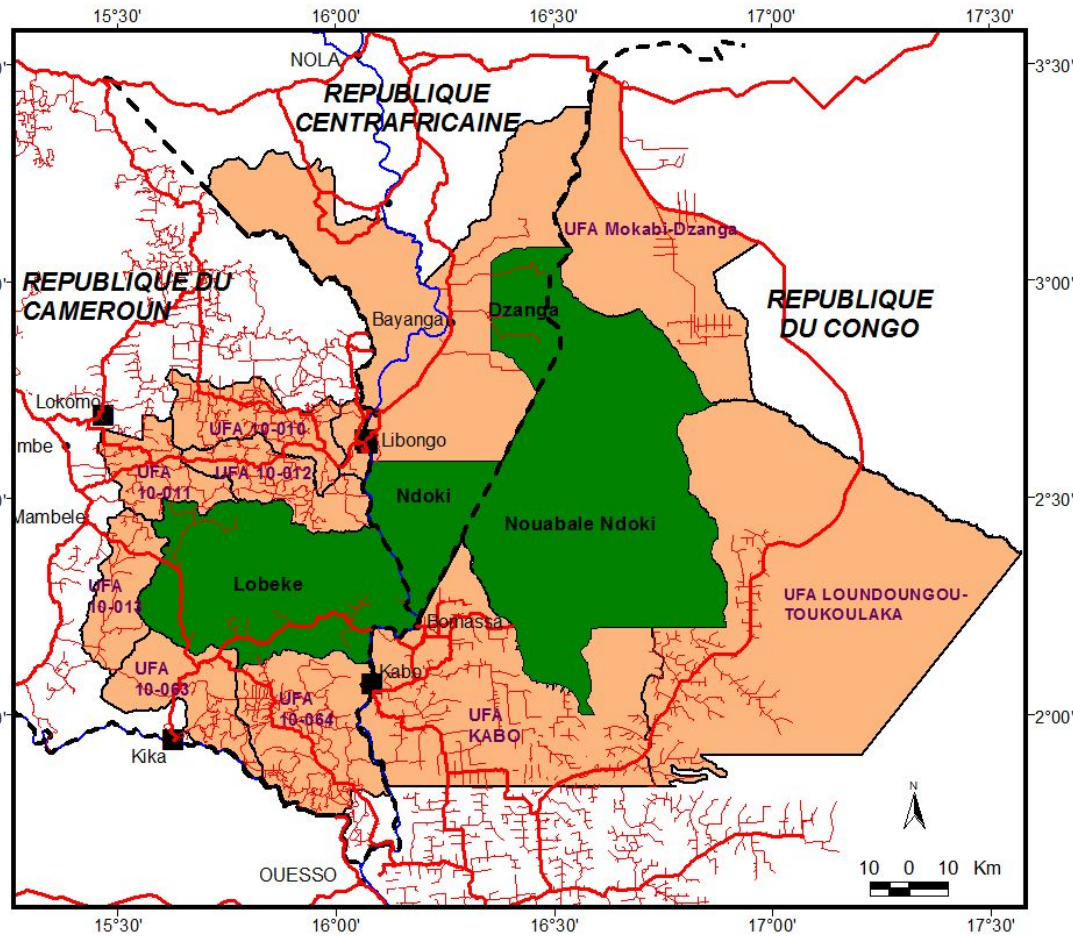 15°30' 16°00' 16°30' 17°00' 17°30'
NOLA
REPUBLIQUE
CENTRAFRICAINE
3°30'
UFA Mokabi-Dzanga
REPUBLIQUE DU
CAMEROUN
3°00'
REPUBLIQUE
DU CONGO
Dzanga
Bayanga
Lokomo
UFA 10-010
Libongo
mbe
UFA
10-011
UFA 10-012
Ndoki
2°30'
Mambele
Nouabale Ndoki
Lobeke
UFA
10-013
UFA LOUNDOUNGOU-
TOUKOULAKA
Bomassa
UFA
10-063
Kabo
UFA
10-064
UFA
KABO
2°00'
Kika
N
OUESSO
10 0 10 Km
15°30' 16°00' 16°30' 17°00' 17°30'